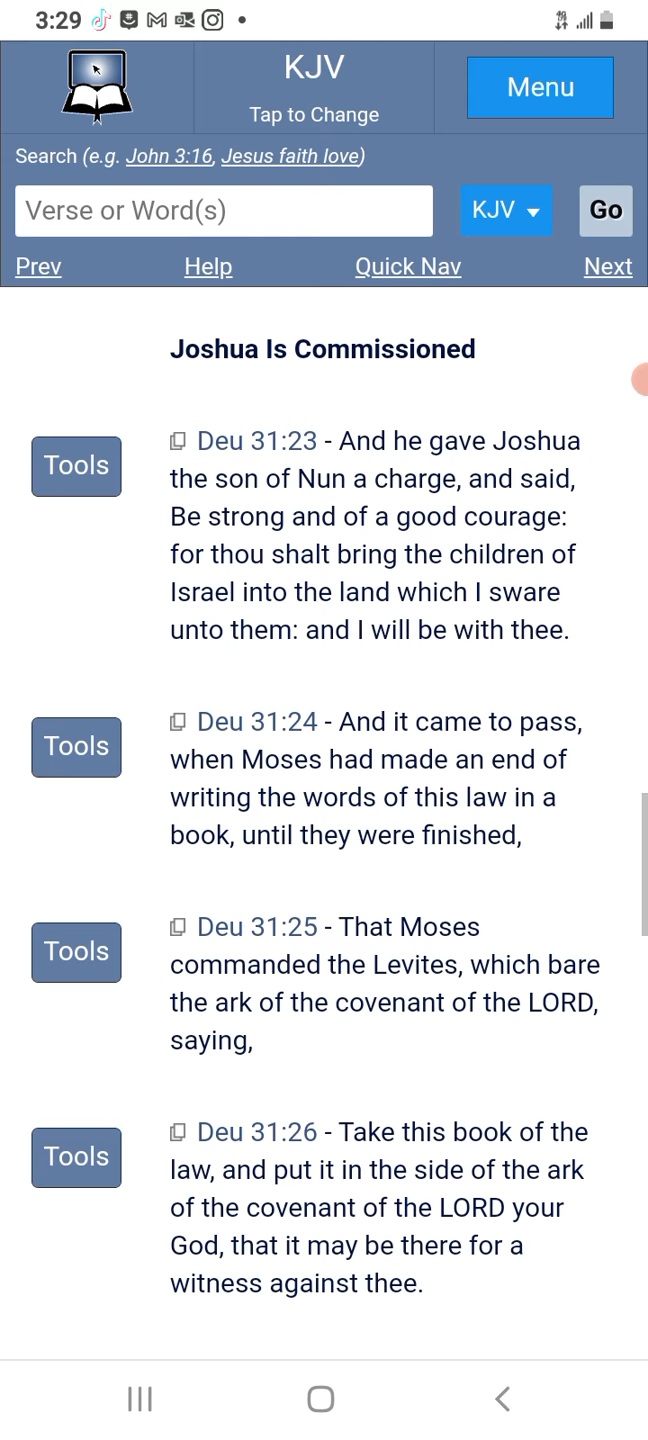 3:29
KJV
Tap to Change
Menu
Search (e.g. John 3:16, Jesus faith love)
Verse or Word(s)
KJV
Go
Prev
Help
Quick Nav
Next
Joshua Is Commissioned
Tools
Deu 31:23 - And he gave Joshua
the son of Nun a charge, and said,
Be strong and of a good courage:
for thou shalt bring the children of
Israel into the land which I sware
unto them: and I will be with thee.
Tools
Deu 31:24 - And it came to pass,
when Moses had made an end of
writing the words of this law in a
book, until they were finished,
Tools
Deu 31:25 - That Moses
commanded the Levites, which bare
the ark of the covenant of the LORD,
saying,
Tools
Deu 31:26 - Take this book of the
law, and put it in the side of the ark
of the covenant of the LORD your
God, that it may be there for a
witness against thee.